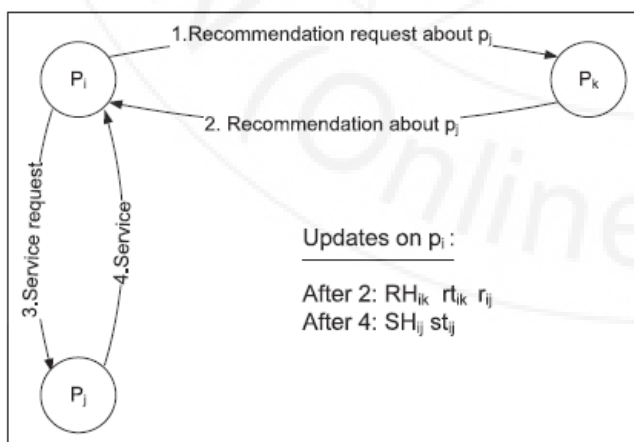 1.Recommendation request about pⱼ
Pᵢ
Pₖ
2. Recommendation about pⱼ
3.Service request
4.Service
Updates on pᵢ :
After 2: RHᵢₖ rtᵢₖ rᵢⱼ
After 4: SHᵢⱼ stᵢⱼ
Pⱼ
(Online